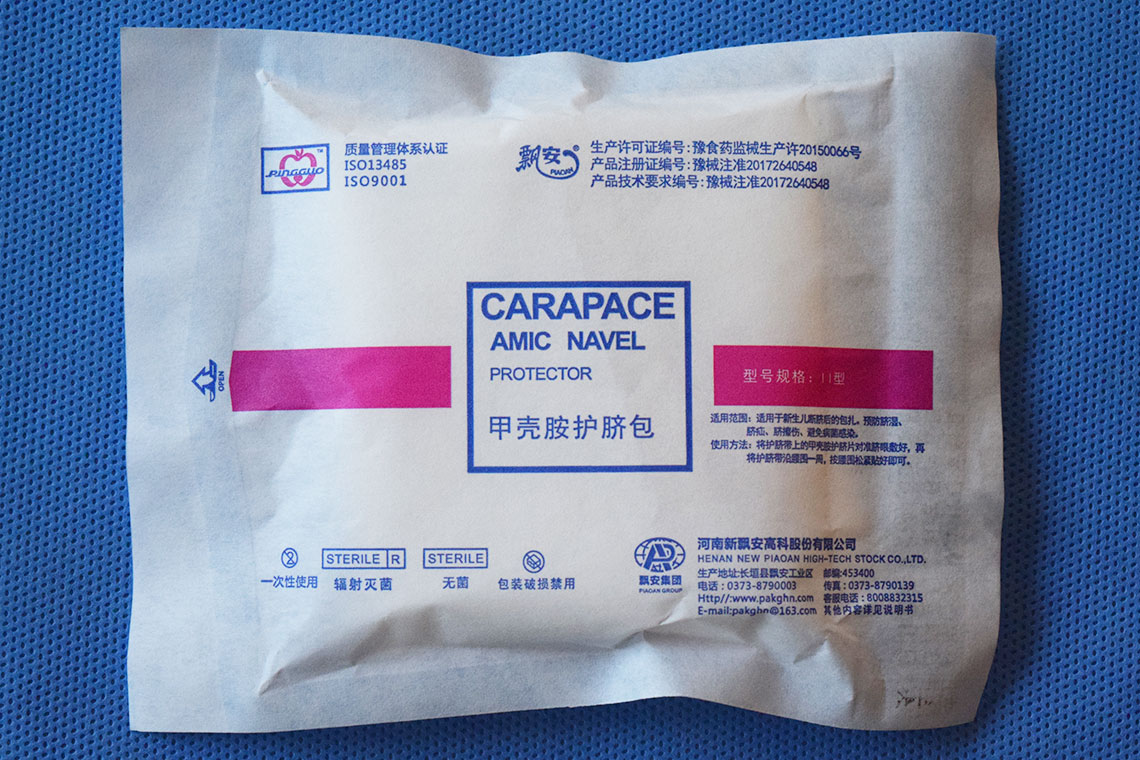 PINGGUO TM
质量管理体系认证
ISO13485
ISO9001
飘安®
PIAOAN
生产许可证编号:豫食药监械生产许20150066号
产品注册证编号:豫械注准20172640548
产品技术要求编号:豫械注准20172640548
CARAPACE
AMIC NAVEL
PROTECTOR
甲壳胺护脐包
OPEN
型号规格:II型
适用范围:适用于新生儿断脐后的包扎。预防脐湿、
脐疝、脐擦伤、避免病菌感染。
使用方法:将护脐带上的甲壳胺护脐片对准脐眼敷好,再
将护脐带沿腰围一周,按腰围松紧贴好即可。
2
一次性使用
STERILE R
辐射灭菌
STERILE
无菌
包装破损禁用
飘安集团
PIAOAN GROUP
河南新飘安高科股份有限公司
HENAN NEW PIAOAN HIGH-TECH STOCK CO.,LTD.
生产地址:长垣县飘安工业区 邮编:453400
电话:0373-8790003 传真:0373-8790139
Http//:www.pakghn.com 客服电话:8008832315
E-mail:pakghn@163.com 其他内容详见说明书